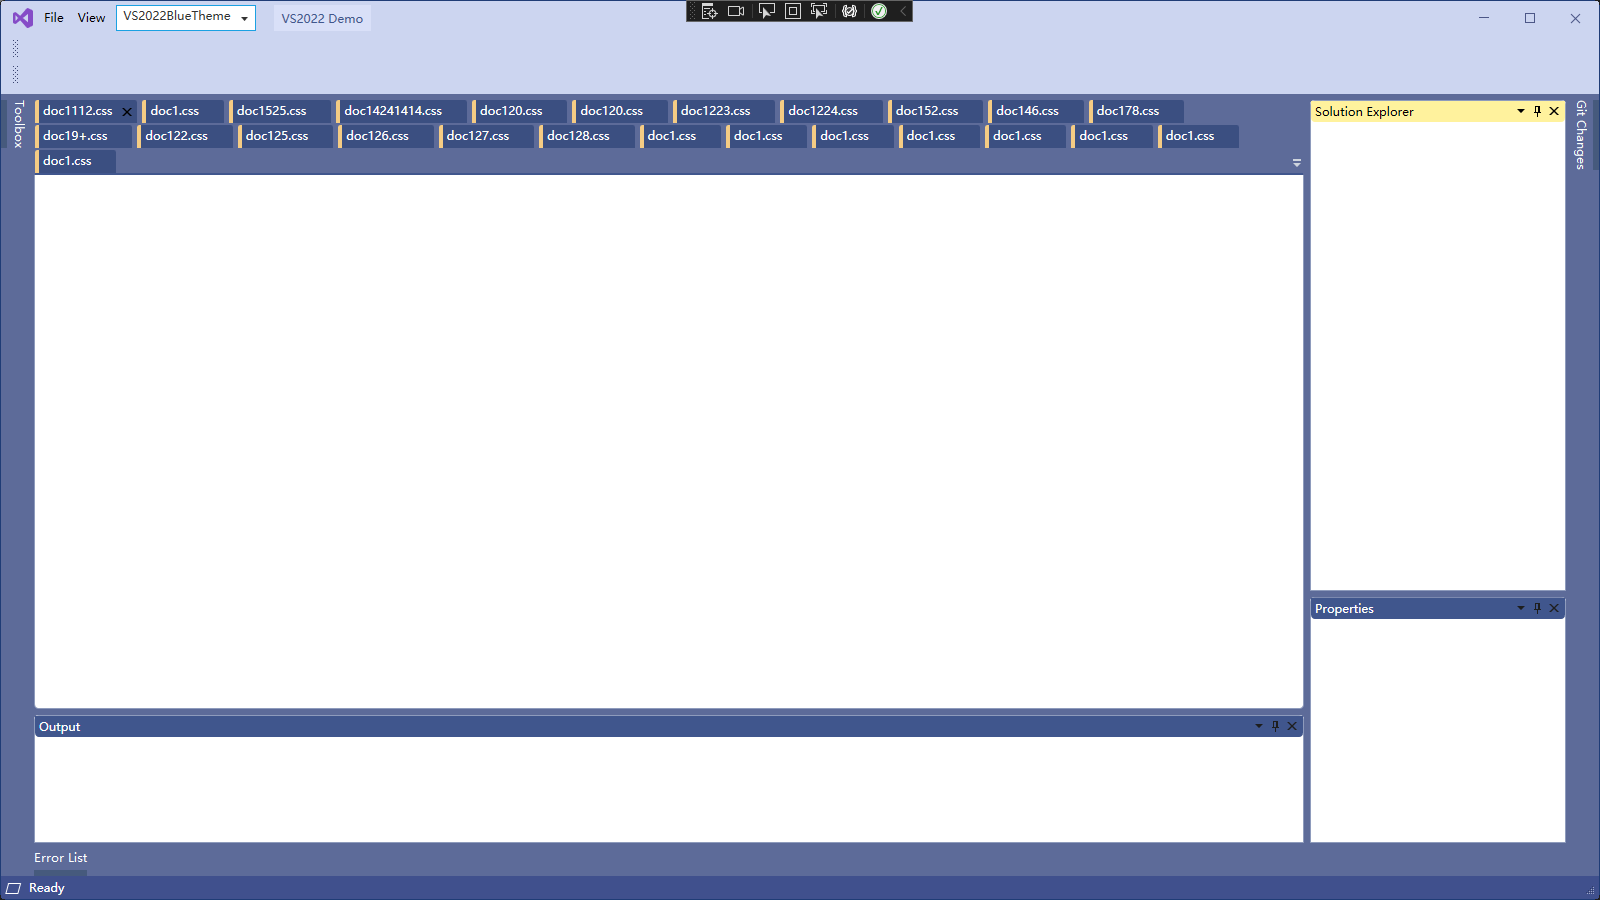 File View VS2022BlueTheme VS2022 Demo
Toolbox
doc1112.css doc1.css doc1525.css doc14241414.css doc120.css doc120.css doc1223.css doc1224.css doc152.css doc146.css doc178.css
doc19+.css doc122.css doc125.css doc126.css doc127.css doc128.css doc1.css doc1.css doc1.css doc1.css doc1.css doc1.css doc1.css
doc1.css
Solution Explorer
Git Changes
Properties
Output
Error List
Ready